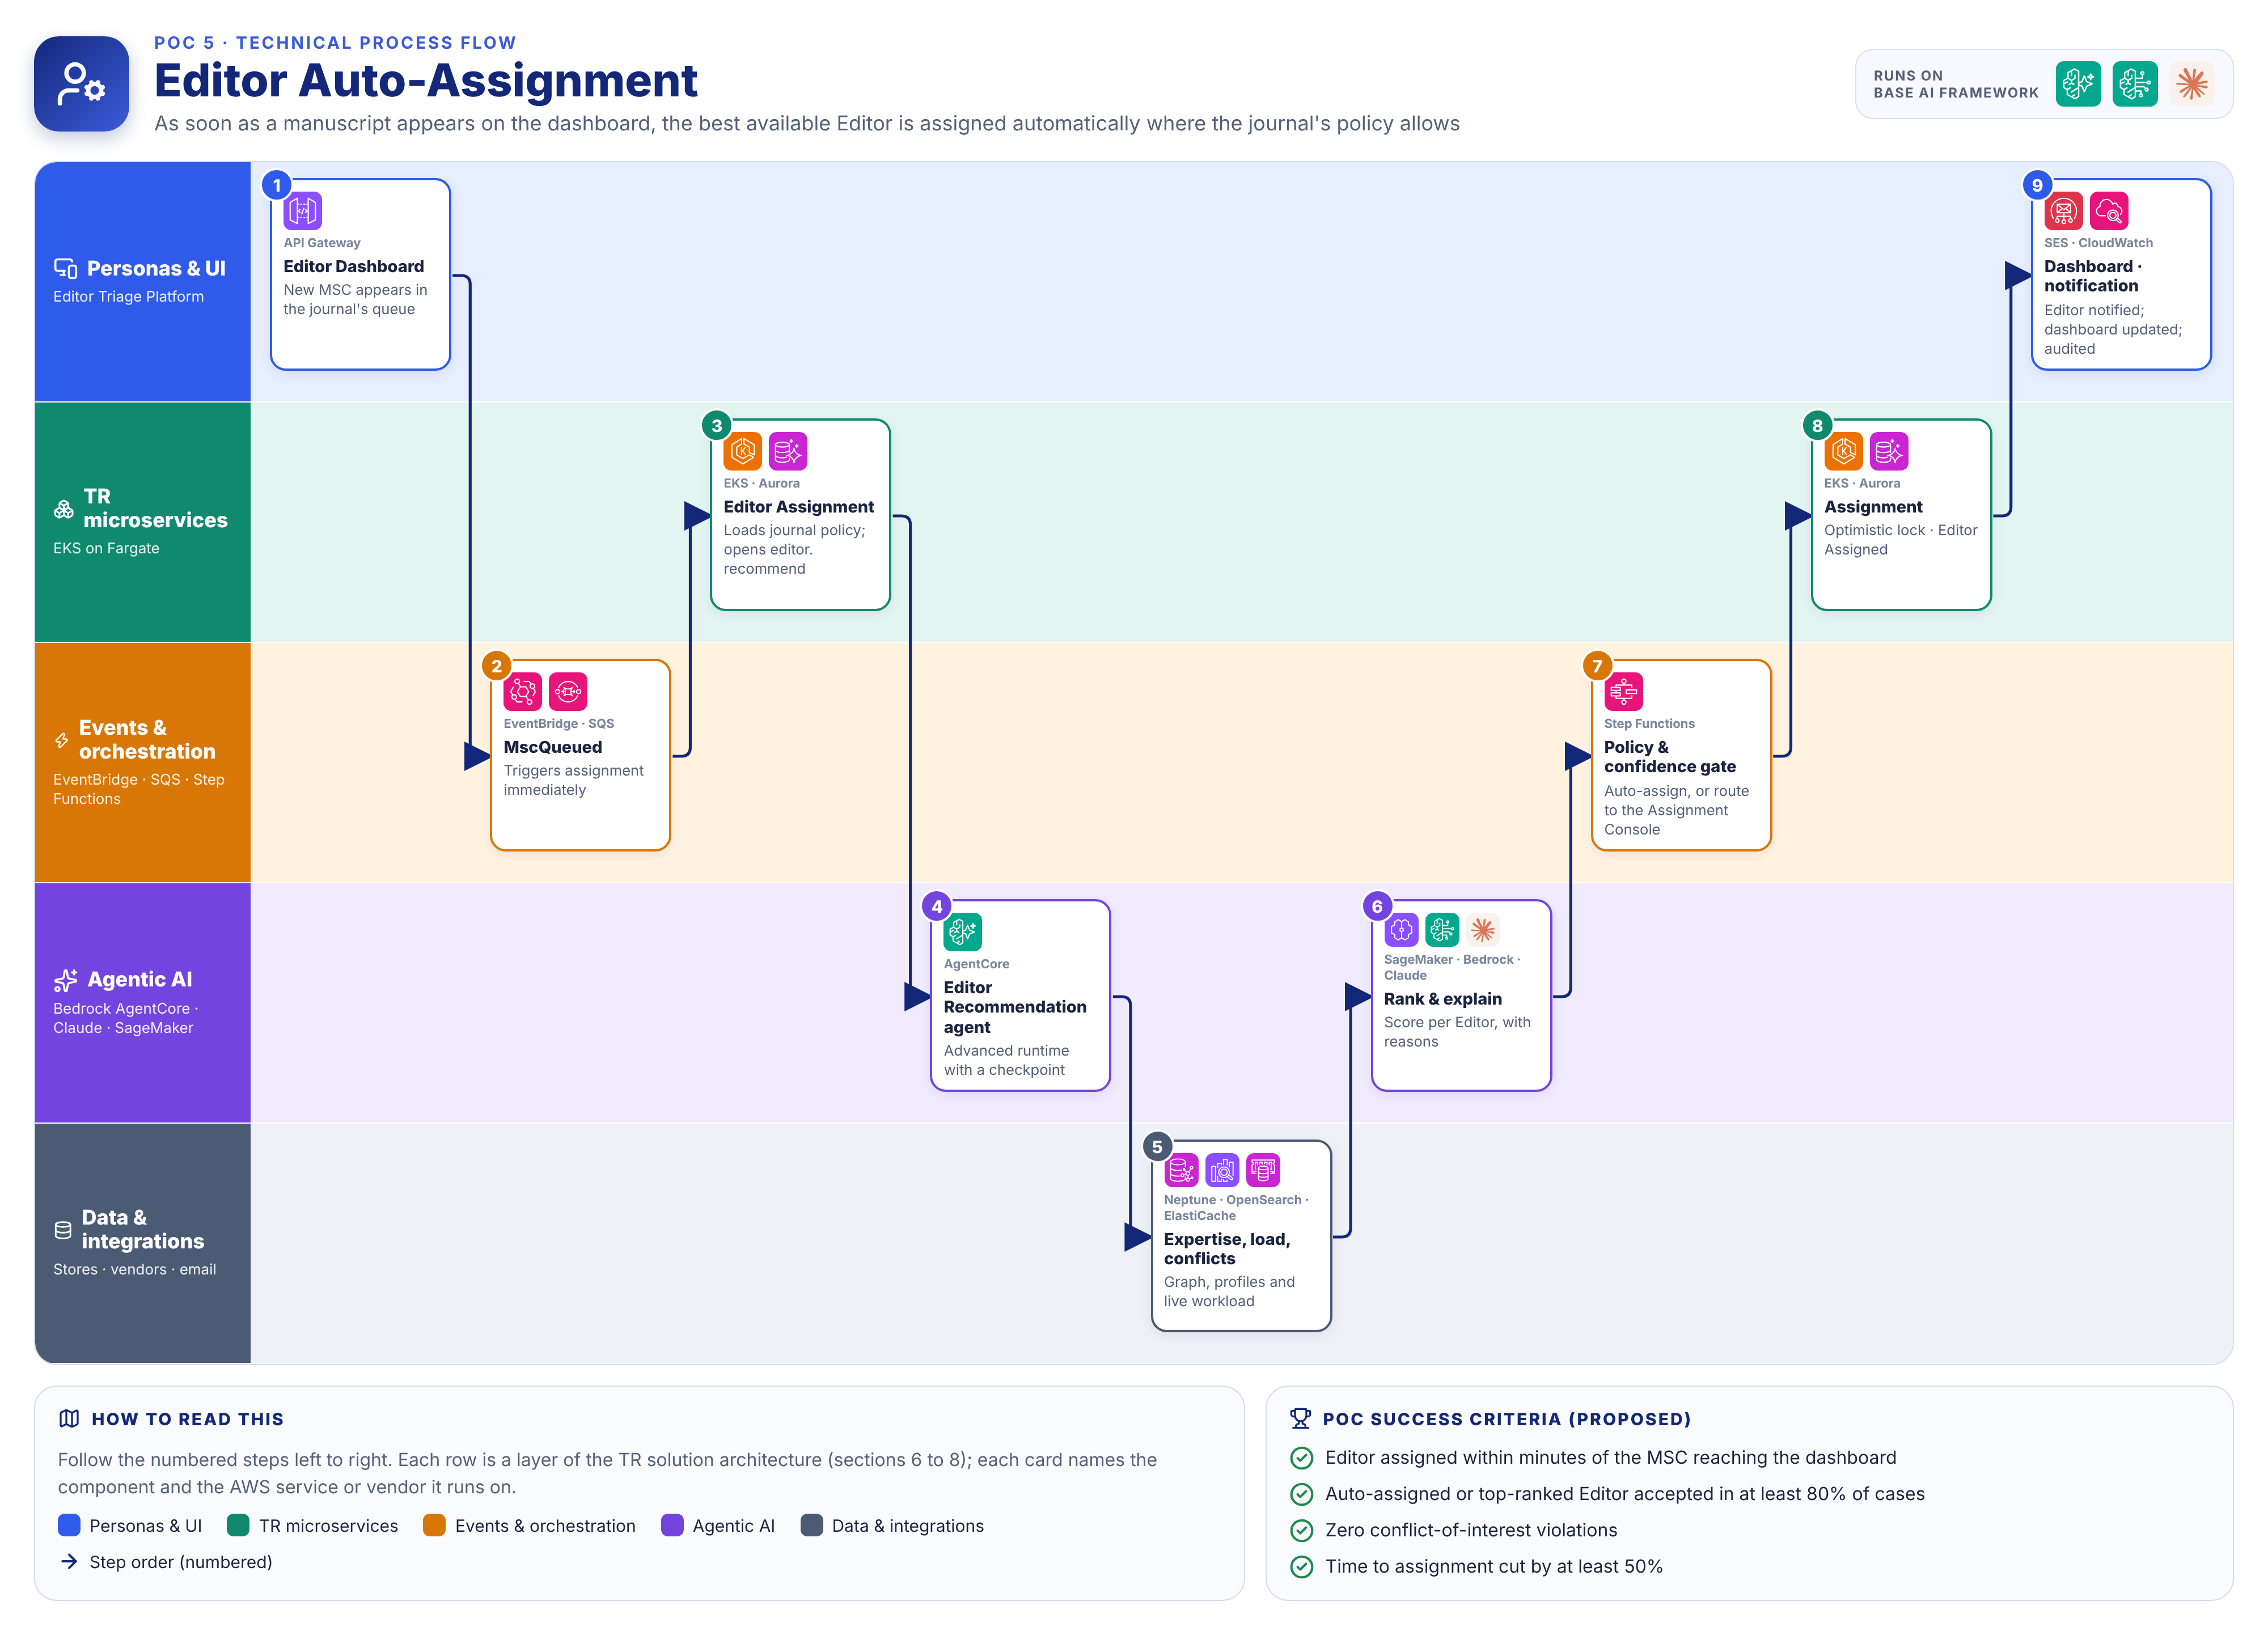 POC 5 · TECHNICAL PROCESS FLOW
Editor Auto-Assignment
As soon as a manuscript appears on the dashboard, the best available Editor is assigned automatically where the journal's policy allows
RUNS ON
BASE AI FRAMEWORK
Personas & UI
Editor Triage Platform
1
API Gateway
Editor Dashboard
New MSC appears in
the journal's queue
9
SES · CloudWatch
Dashboard ·
notification
Editor notified;
dashboard updated;
audited
TR
microservices
EKS on Fargate
3
EKS · Aurora
Editor Assignment
Loads journal policy;
opens editor.
recommend
8
EKS · Aurora
Assignment
Optimistic lock · Editor
Assigned
Events &
orchestration
EventBridge · SQS · Step
Functions
2
EventBridge · SQS
MscQueued
Triggers assignment
immediately
7
Step Functions
Policy &
confidence gate
Auto-assign, or route
to the Assignment
Console
Agentic AI
Bedrock AgentCore ·
Claude · SageMaker
4
AgentCore
Editor
Recommendation
agent
Advanced runtime
with a checkpoint
6
SageMaker · Bedrock ·
Claude
Rank & explain
Score per Editor, with
reasons
Data &
integrations
Stores · vendors · email
5
Neptune · OpenSearch ·
ElastiCache
Expertise, load,
conflicts
Graph, profiles and
live workload
HOW TO READ THIS
Follow the numbered steps left to right. Each row is a layer of the TR solution architecture (sections 6 to 8); each card names the
component and the AWS service or vendor it runs on.
Personas & UI
TR microservices
Events & orchestration
Agentic AI
Data & integrations
Step order (numbered)
POC SUCCESS CRITERIA (PROPOSED)
Editor assigned within minutes of the MSC reaching the dashboard
Auto-assigned or top-ranked Editor accepted in at least 80% of cases
Zero conflict-of-interest violations
Time to assignment cut by at least 50%